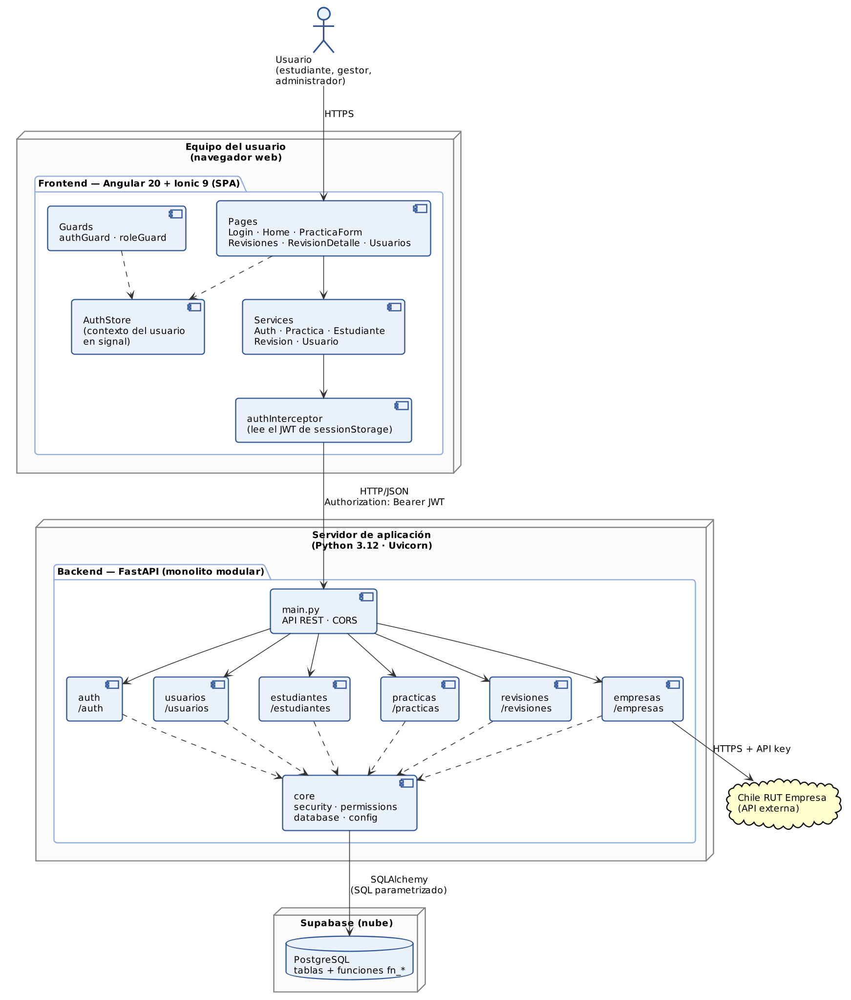 Usuario
(estudiante, gestor,
administrador)
HTTPS
Equipo del usuario
(navegador web)
Frontend — Angular 20 + Ionic 9 (SPA)
Guards
authGuard · roleGuard
Pages
Login · Home · PracticaForm
Revisiones · RevisionDetalle · Usuarios
AuthStore
(contexto del usuario
en signal)
Services
Auth · Practica · Estudiante
Revision · Usuario
authInterceptor
(lee el JWT de sessionStorage)
HTTP/JSON
Authorization: Bearer JWT
Servidor de aplicación
(Python 3.12 · Uvicorn)
Backend — FastAPI (monolito modular)
main.py
API REST · CORS
auth
/auth
usuarios
/usuarios
estudiantes
/estudiantes
practicas
/practicas
revisiones
/revisiones
empresas
/empresas
HTTPS + API key
core
security · permissions
database · config
Chile RUT Empresa
(API externa)
SQLAlchemy
(SQL parametrizado)
Supabase (nube)
PostgreSQL
tablas + funciones fn_*